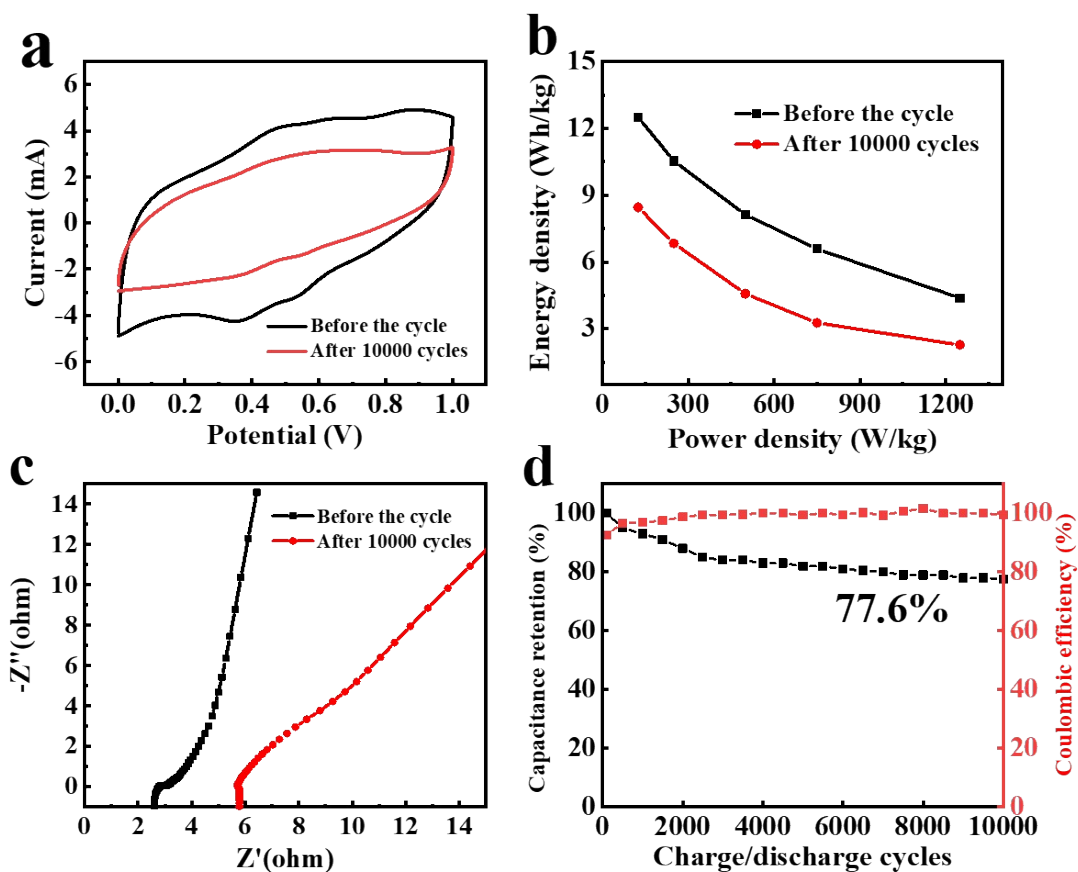 a
Current (mA)
6
4
2
0
-2
-4
-6
0.0 0.2 0.4 0.6 0.8 1.0
Potential (V)
Before the cycle
After 10000 cycles
b
Energy density (Wh/kg)
15
12
9
6
3
0 300 600 900 1200
Power density (W/kg)
Before the cycle
After 10000 cycles
c
-Z''(ohm)
14
12
10
8
6
4
2
0
0 2 4 6 8 10 12 14
Z'(ohm)
Before the cycle
After 10000 cycles
d
Capacitance retention (%)
100
80
60
40
20
0
77.6%
0 2000 4000 6000 8000 10000
Charge/discharge cycles
100
80
60
40
20
0
Coulombic efficiency (%)